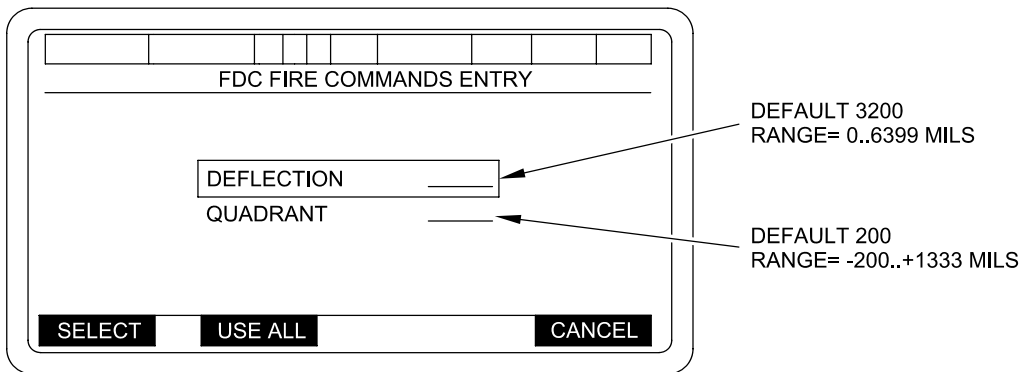 FDC FIRE COMMANDS ENTRY
DEFAULT 3200
RANGE= 0..6399 MILS
DEFLECTION
QUADRANT
DEFAULT 200
RANGE= -200..+1333 MILS
SELECT USE ALL CANCEL